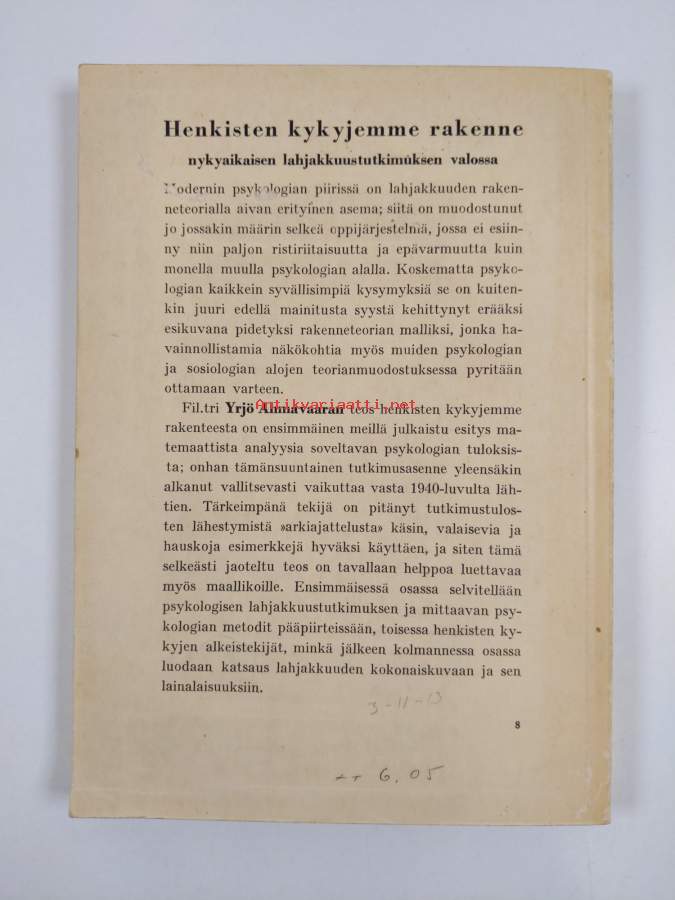 Henkisten kykyjemme rakenne
nykyaikaisen lahjakkuustutkimuksen valossa
Modernin psykologian piirissä on lahjakkuuden raken-
neteorialla aivan erityinen asema; siitä on muodostunut
jo jossakin määrin selkeä oppijärjestelmä, jossa ei esiin-
ny niin paljon ristiriitaisuutta ja epävarmuutta kuin
monella muulla psykologian alalla. Koskematta psyko-
logian kaikkein syvällisimpiä kysymyksiä se on kuiten-
kin juuri edellä mainitusta syystä kehittynyt erääksi
esikuvana pidetyksi rakenneteorian malliksi, jonka ha-
vainnollistamia näkökohtia myös muiden psykologian
ja sosiologian alojen teorianmuodostuksessa pyritään
ottamaan varteen.
Antikvariaatti.net
Fil.tri Yrjö Ahmavaaran teos henkisten kykyjemme
rakenteesta on ensimmäinen meillä julkaistu esitys ma-
temaattista analyysia soveltavan psykologian tuloksis-
ta; onhan tämänsuuntainen tutkimusasenne yleensäkin
alkanut vallitsevasti vaikuttaa vasta 1940-luvulta läh-
tien. Tärkeimpänä tekijä on pitänyt tutkimustulos-
ten lähestymistä »arkiajattelusta» käsin, valaisevia ja
hauskoja esimerkkejä hyväksi käyttäen, ja siten tämä
selkeästi jaoteltu teos on tavallaan helppoa luettavaa
myös maallikoille. Ensimmäisessä osassa selvitellään
psykologisen lahjakkuustutkimuksen ja mittaavan psy-
kologian metodit pääpiirteissään, toisessa henkisten ky-
kyjen alkeistekijät, minkä jälkeen kolmannessa osassa
luodaan katsaus lahjakkuuden kokonaiskuvaan ja sen
lainalaisuuksiin.
3-11-13
8
6.05